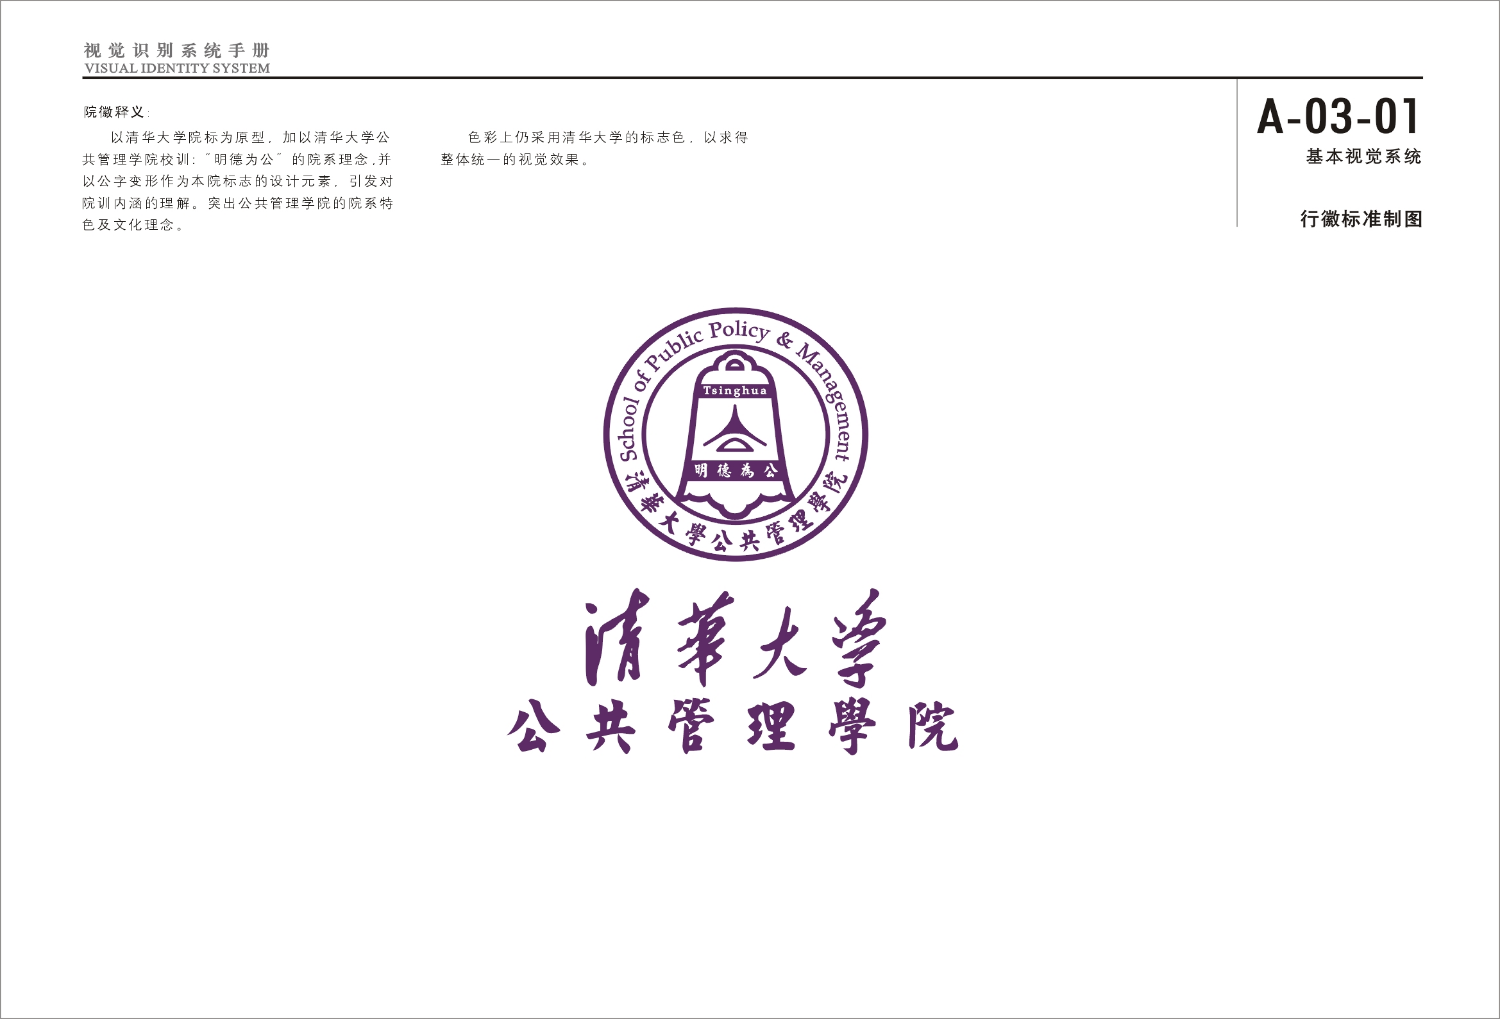 视觉识别系统手册
VISUAL IDENTITY SYSTEM
院徽释义:
以清华大学院标为原型，加以清华大学公
共管理学院校训："明德为公"的院系理念,并
以公字变形作为本院标志的设计元素，引发对
院训内涵的理解。突出公共管理学院的院系特
色及文化理念。
色彩上仍采用清华大学的标志色，以求得
整体统一的视觉效果。
A-03-01
基本视觉系统
行徽标准制图
School of Public Policy & Management
Tsinghua
明德為公
清華大學公共管理學院
清華大学
公共管理學院